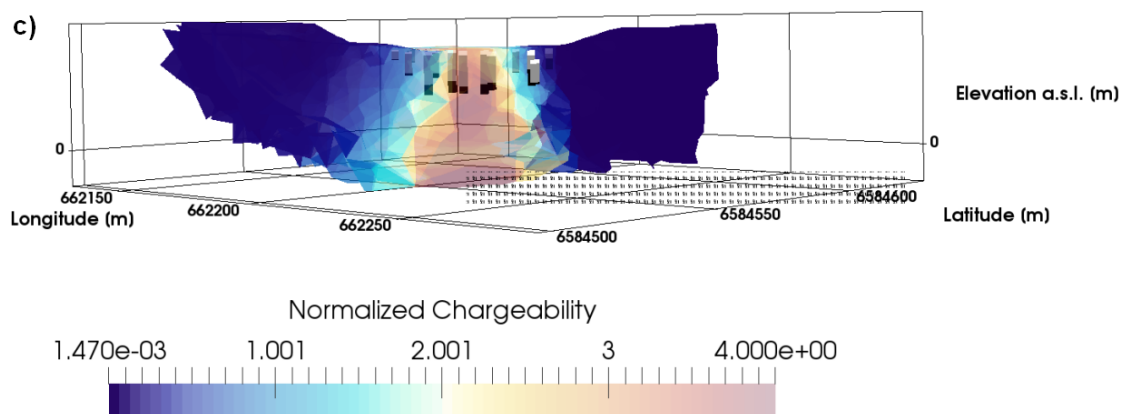 c)
Elevation a.s.l. (m)
0
0
662150
662200
662250
6584500
6584550
6584600
Longitude (m)
Latitude (m)
Normalized Chargeability
1.470e-03 1.001 2.001 3 4.000e+00